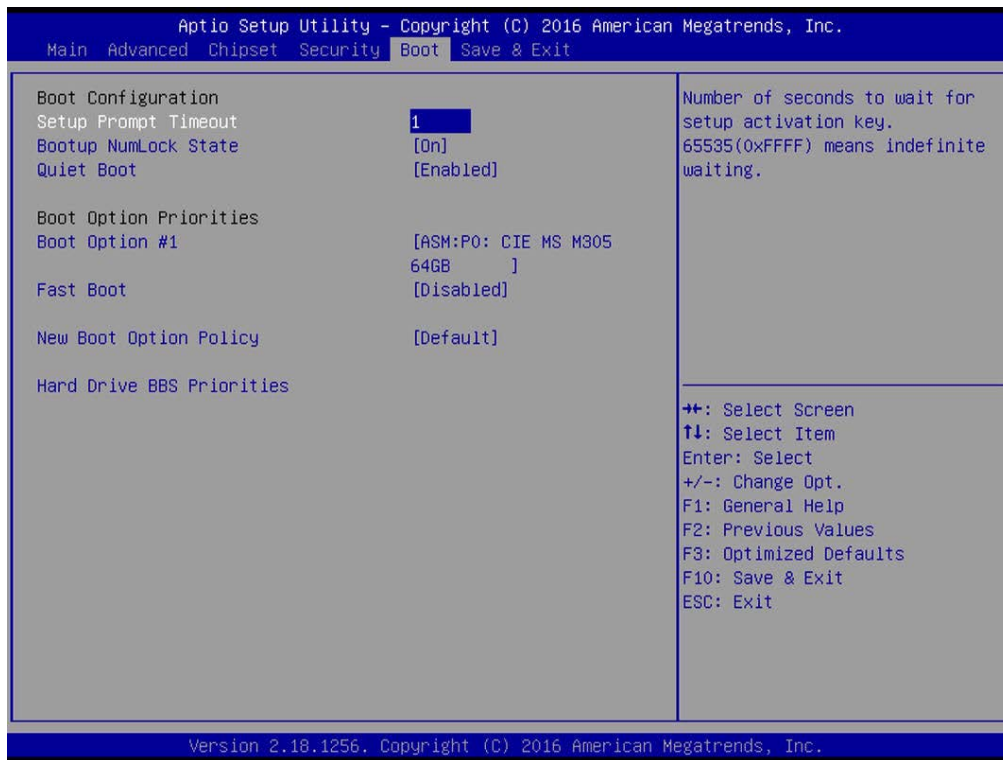 Aptio Setup Utility – Copyright (C) 2016 American Megatrends, Inc.
Main Advanced Chipset Security Boot Save & Exit
Boot Configuration
Setup Prompt Timeout 1
Bootup NumLock State [On]
Quiet Boot [Enabled]
Boot Option Priorities
Boot Option #1 [ASM:P0: CIE MS M305
64GB ]
Fast Boot [Disabled]
New Boot Option Policy [Default]
Hard Drive BBS Priorities
Number of seconds to wait for
setup activation key.
65535(0xFFFF) means indefinite
waiting.
→←: Select Screen
↑↓: Select Item
Enter: Select
+/-: Change Opt.
F1: General Help
F2: Previous Values
F3: Optimized Defaults
F10: Save & Exit
ESC: Exit
Version 2.18.1256. Copyright (C) 2016 American Megatrends, Inc.